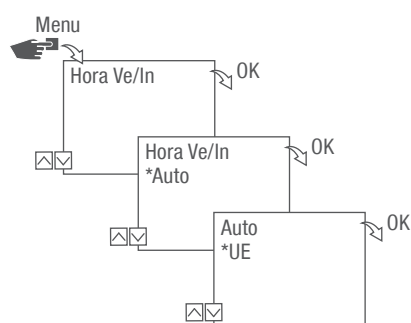 Menu
Hora Ve/In
OK
Hora Ve/In
*Auto
OK
Auto
*UE
OK